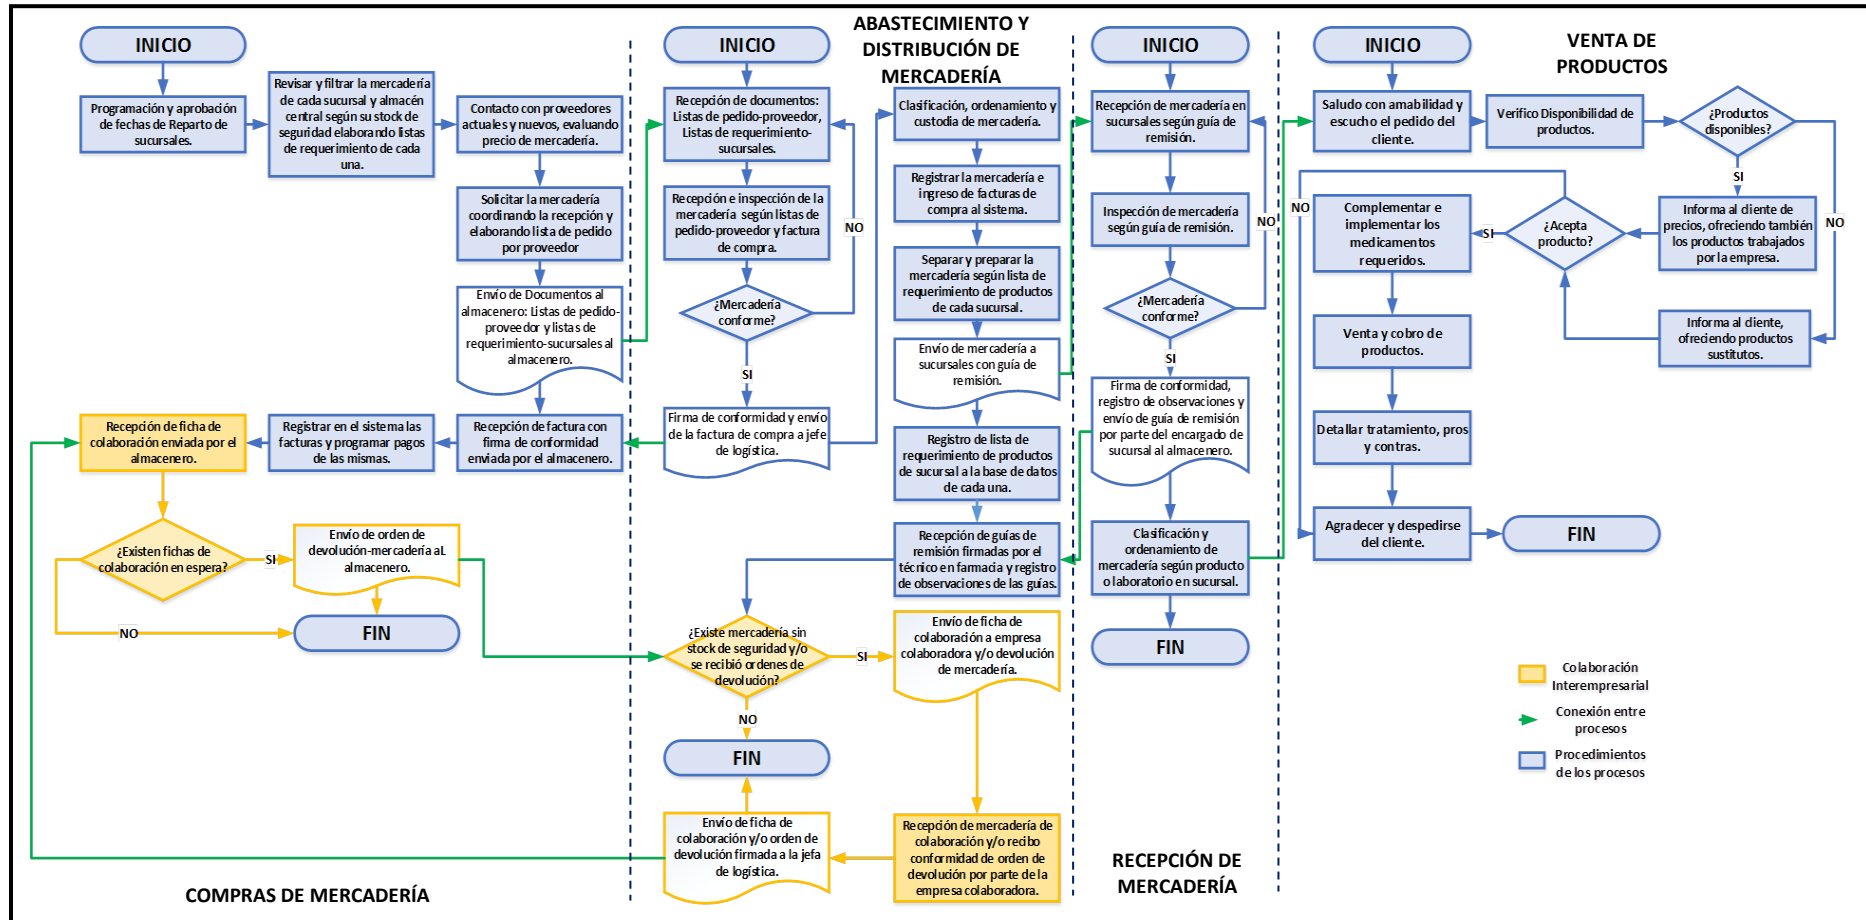 INICIO
Programación y aprobación
de fechas de Reparto de
sucursales.
Revisar y filtrar la mercadería
de cada sucursal y almacén
central según su stock de
seguridad elaborando listas
de requerimiento de cada
una.
Contacto con proveedores
actuales y nuevos, evaluando
precio de mercadería.
Solicitar la mercadería
coordinando la recepción y
elaborando lista de pedido
por proveedor
Envío de Documentos al
almacenero: Listas de pedido-
proveedor y listas de
requerimiento-sucursales al
almacenero.
Recepción de factura con
firma de conformidad
enviada por el almacenero.
Registrar en el sistema las
facturas y programar pagos
de las mismas.
Recepción de ficha de
colaboración enviada por el
almacenero.
¿Existen fichas de
colaboración en espera?
SI
Envío de orden de
devolución-mercadería aL
almacenero.
NO
FIN
COMPRAS DE MERCADERÍA
ABASTECIMIENTO Y
DISTRIBUCIÓN DE
MERCADERÍA
INICIO
Recepción de documentos:
Listas de pedido-proveedor,
Listas de requerimiento-
sucursales.
Recepción e inspección de la
mercadería según listas de
pedido-proveedor y factura
de compra.
NO
¿Mercadería
conforme?
SI
Firma de conformidad y envío
de la factura de compra a jefe
de logística.
Clasificación, ordenamiento y
custodia de mercadería.
Registrar la mercadería e
ingreso de facturas de
compra al sistema.
Separar y preparar la
mercadería según lista de
requerimiento de productos
de cada sucursal.
Envío de mercadería a
sucursales con guía de
remisión.
Registro de lista de
requerimiento de productos
de sucursal a la base de datos
de cada una.
Recepción de guías de
remisión firmadas por el
técnico en farmacia y registro
de observaciones de las guías.
¿Existe mercadería sin
stock de seguridad y/o
se recibió ordenes de
devolución?
SI
Envío de ficha de
colaboración a empresa
colaboradora y/o devolución
de mercadería.
NO
FIN
Envío de ficha de
colaboración y/o orden de
devolución firmada a la jefa
de logística.
Recepción de mercadería de
colaboración y/o recibo
conformidad de orden de
devolución por parte de la
empresa colaboradora.
INICIO
Recepción de mercadería en
sucursales según guía de
remisión.
Inspección de mercadería
según guía de remisión.
NO
¿Mercadería
conforme?
SI
Firma de conformidad,
registro de observaciones y
envío de guía de remisión
por parte del encargado de
sucursal al almacenero.
Clasificación y
ordenamiento de
mercadería según producto
o laboratorio en sucursal.
FIN
RECEPCIÓN DE
MERCADERÍA
VENTA DE
PRODUCTOS
INICIO
Saludo con amabilidad y
escucho el pedido del
cliente.
Verifico Disponibilidad de
productos.
¿Productos
disponibles?
SI
NO
Informa al cliente de
precios, ofreciendo también
los productos trabajados
por la empresa.
¿Acepta
producto?
SI
NO
Complementar e
implementar los
medicamentos
requeridos.
Informa al cliente,
ofreciendo productos
sustitutos.
Venta y cobro de
productos.
Detallar tratamiento, pros
y contras.
Agradecer y despedirse
del cliente.
FIN
Colaboración
Interempresarial
Conexión entre
procesos
Procedimientos
de los procesos